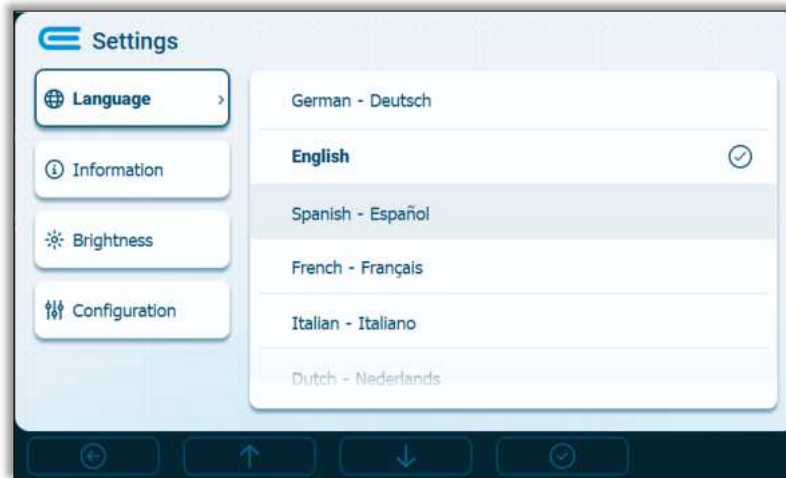 Settings
Language
Information
Brightness
Configuration
German - Deutsch
English
Spanish - Español
French - Français
Italian - Italiano
Dutch - Nederlands